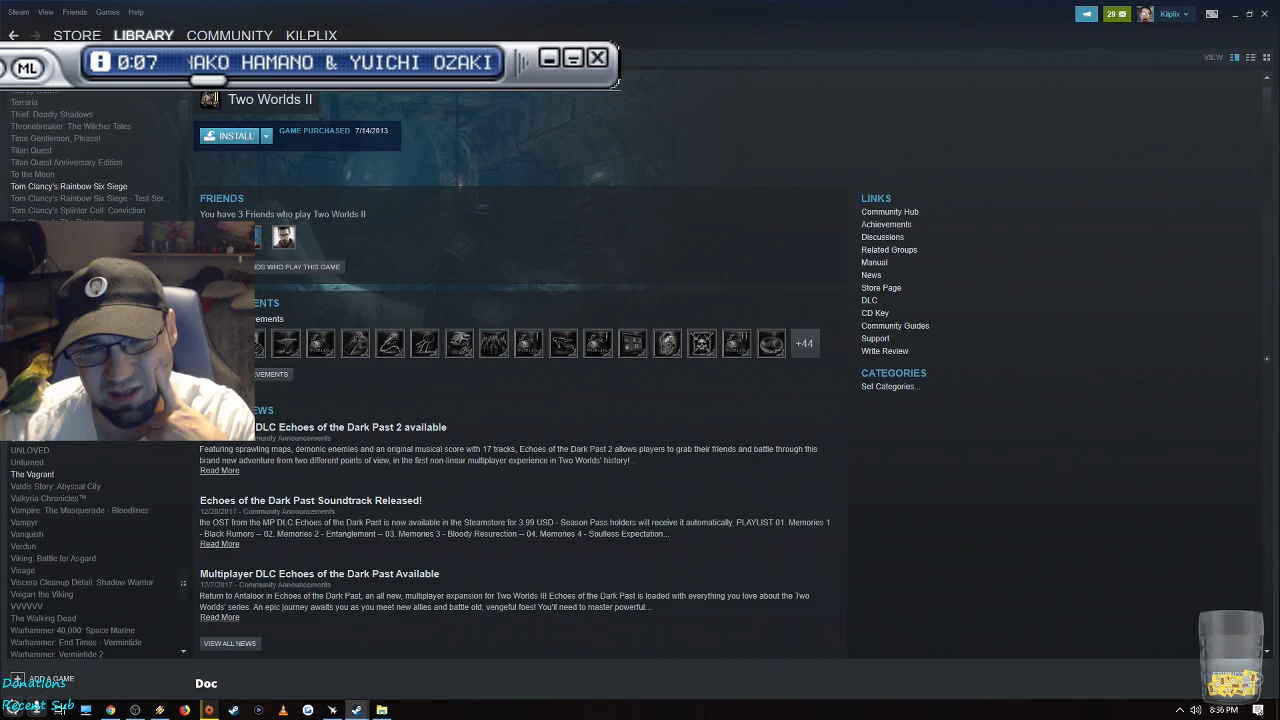 Steam View Friends Games Help
29 Kilplix
STORE LIBRARY COMMUNITY KILPLIX
VIEW
ML 0:07 HAMANO & YUICHI OZAKI
Terraria
Thief: Deadly Shadows
Thronebreaker: The Witcher Tales
Time Gentlemen, Please!
Titan Quest
Titan Quest Anniversary Edition
To the Moon
Tom Clancy's Rainbow Six Siege
Tom Clancy's Rainbow Six Siege - Test Ser...
Tom Clancy's Splinter Cell: Conviction
UNLOVED
Unturned
The Vagrant
Valdis Story: Abyssal City
Valkyria Chronicles™
Vampire: The Masquerade - Bloodlines
Vampyr
Vanquish
Verdun
Viking: Battle for Asgard
Visage
Viscera Cleanup Detail: Shadow Warrior
Volgarr the Viking
VVVVVV
The Walking Dead
Warhammer 40,000: Space Marine
Warhammer: End Times - Vermintide
Warhammer: Vermintide 2
ADD A GAME
Donations
Recent Sub
Two Worlds II
INSTALL GAME PURCHASED 7/14/2013
FRIENDS
You have 3 Friends who play Two Worlds II
WHO PLAY THIS GAME
+44
DLC Echoes of the Dark Past 2 available
Community Announcements
Featuring sprawling maps, demonic enemies and an original musical score with 17 tracks, Echoes of the Dark Past 2 allows players to grab their friends and battle through this
brand new adventure from two different points of view, in the first non-linear multiplayer experience in Two Worlds' history!...
Read More
Echoes of the Dark Past Soundtrack Released!
12/28/2017 - Community Announcements
the OST from the MP DLC Echoes of the Dark Past is now available in the Steamstore for 3.99 USD - Season Pass holders will receive it automatically. PLAYLIST 01. Memories 1
- Black Rumors -- 02. Memories 2 - Entanglement -- 03. Memories 3 - Bloody Resurection -- 04. Memories 4 - Soulless Expectation...
Read More
Multiplayer DLC Echoes of the Dark Past Available
12/7/2017 - Community Announcements
Return to Antaloor in Echoes of the Dark Past, an all new, multiplayer expansion for Two Worlds II! Echoes of the Dark Past is loaded with everything you love about the Two
Worlds' series. An epic journey awaits you as you meet new allies and battle old, vengeful foes! You'll need to master powerful...
Read More
VIEW ALL NEWS
Doc
LINKS
Community Hub
Achievements
Discussions
Related Groups
Manual
News
Store Page
DLC
CD Key
Community Guides
Support
Write Review
CATEGORIES
Set Categories...
8:36 PM